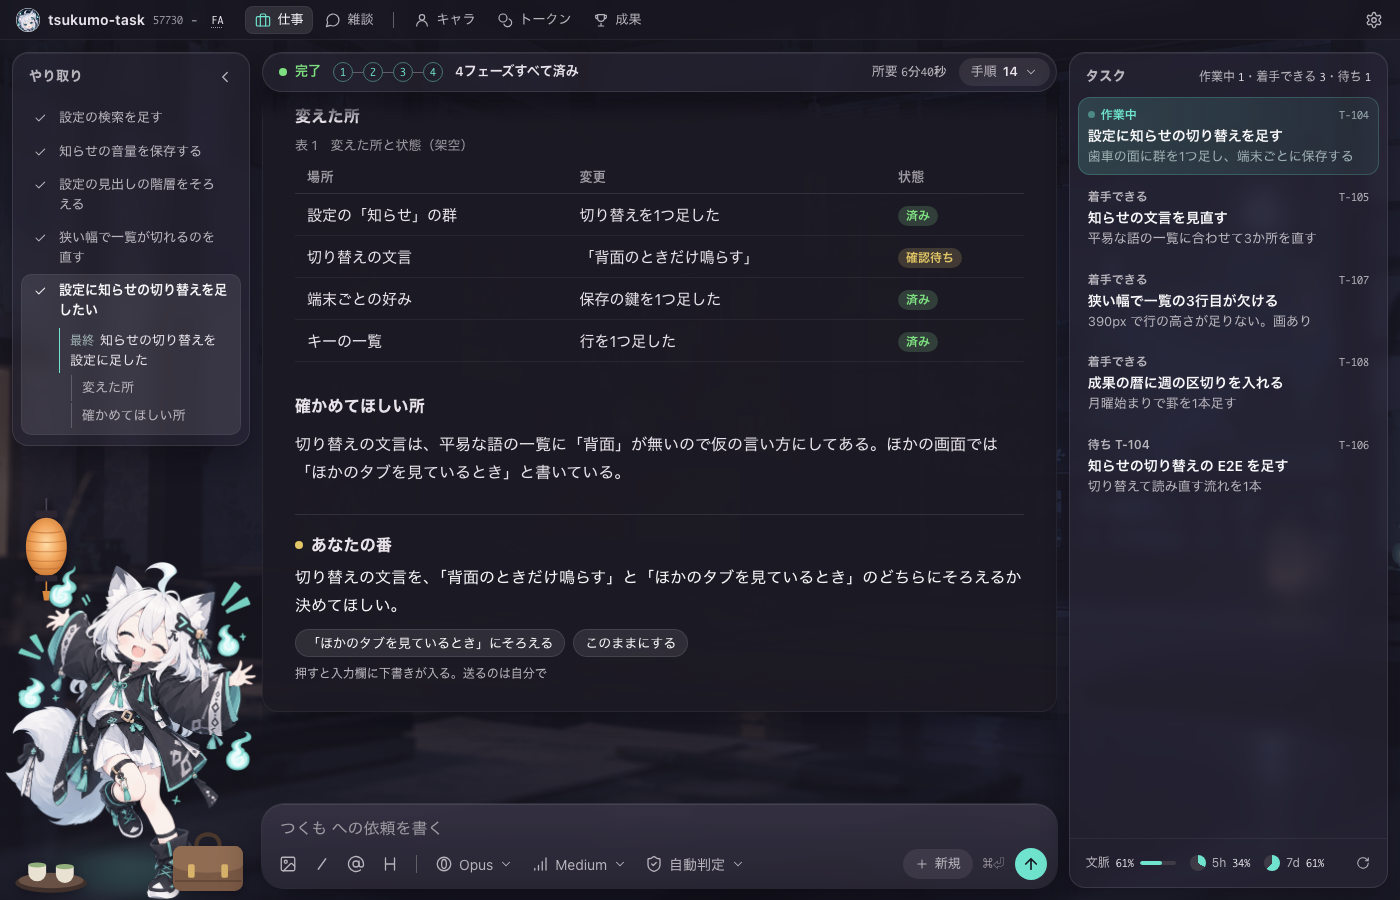 tsukumo-task 57730 – FA 仕事 雑談 キャラ トークン 成果
やり取り
設定の検索を足す
知らせの音量を保存する
設定の見出しの階層をそろ
える
狭い幅で一覧が切れるのを
直す
設定に知らせの切り替えを足
したい
最終 知らせの切り替えを
設定に足した
変えた所
確かめてほしい所
完了 1 2 3 4 4フェーズすべて済み 所要 6分40秒 手順 14
変えた所
表 1 変えた所と状態（架空）
場所 変更 状態
設定の「知らせ」の群 切り替えを1つ足した 済み
切り替えの文言 「背面のときだけ鳴らす」 確認待ち
端末ごとの好み 保存の鍵を1つ足した 済み
キーの一覧 行を1つ足した 済み
確かめてほしい所
切り替えの文言は、平易な語の一覧に「背面」が無いので仮の言い方にしてある。ほかの画面では
「ほかのタブを見ているとき」と書いている。
あなたの番
切り替えの文言を、「背面のときだけ鳴らす」と「ほかのタブを見ているとき」のどちらにそろえるか
決めてほしい。
「ほかのタブを見ているとき」にそろえる このままにする
押すと入力欄に下書きが入る。送るのは自分で
つくも への依頼を書く
/ @ H Opus Medium 自動判定 + 新規 ⌘⏎
タスク 作業中 1・着手できる 3・待ち 1
作業中 T-104
設定に知らせの切り替えを足す
歯車の面に群を1つ足し、端末ごとに保存する
着手できる T-105
知らせの文言を見直す
平易な語の一覧に合わせて3か所を直す
着手できる T-107
狭い幅で一覧の3行目が欠ける
390px で行の高さが足りない。画あり
着手できる T-108
成果の暦に週の区切りを入れる
月曜始まりで罫を1本足す
待ち T-104 T-106
知らせの切り替えの E2E を足す
切り替えて読み直す流れを1本
文脈 61% 5h 34% 7d 61%